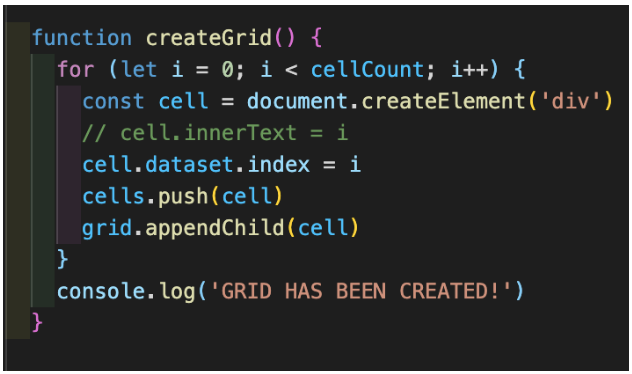 function createGrid() {
  for (let i = 0; i < cellCount; i++) {
    const cell = document.createElement('div')
    // cell.innerText = i
    cell.dataset.index = i
    cells.push(cell)
    grid.appendChild(cell)
  }
  console.log('GRID HAS BEEN CREATED!')
}